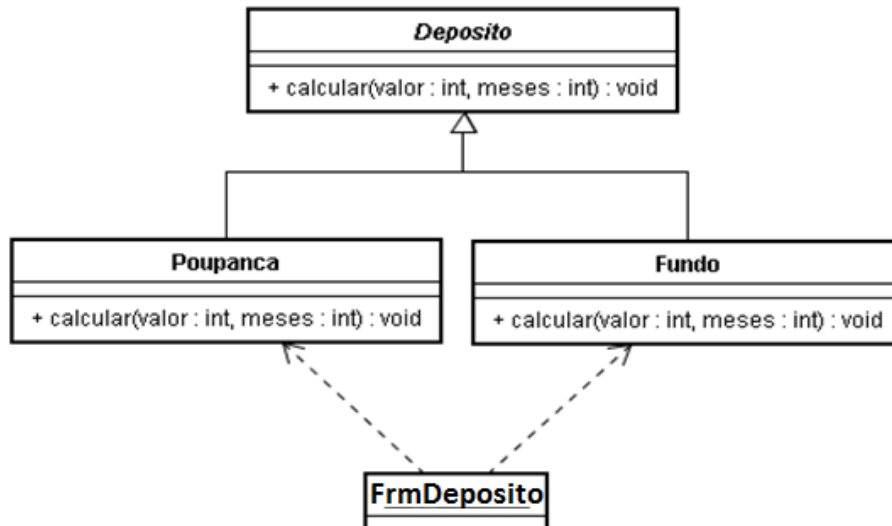 Deposito
+ calcular(valor : int, meses : int) : void
Poupanca
+ calcular(valor : int, meses : int) : void
Fundo
+ calcular(valor : int, meses : int) : void
FrmDeposito